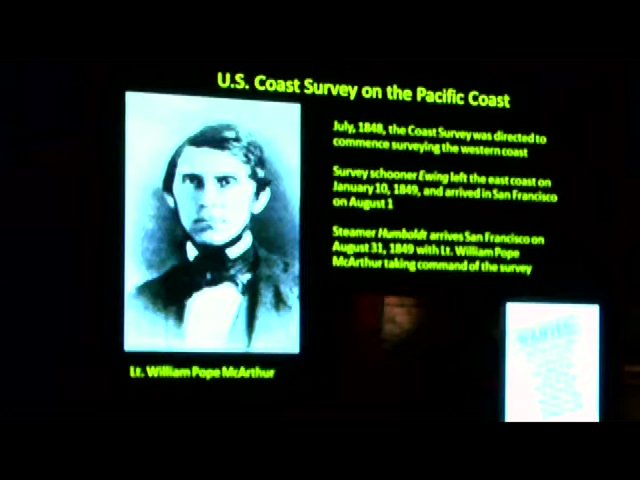 U.S. Coast Survey on the Pacific Coast
July, 1848, the Coast Survey was directed to
commence surveying the western coast
Survey schooner Ewing left the east coast on
January 10, 1849, and arrived in San Francisco
on August 1
Steamer Humboldt arrives San Francisco on
August 31, 1849 with Lt. William Pope
McArthur taking command of the survey
Lt. William Pope McArthur